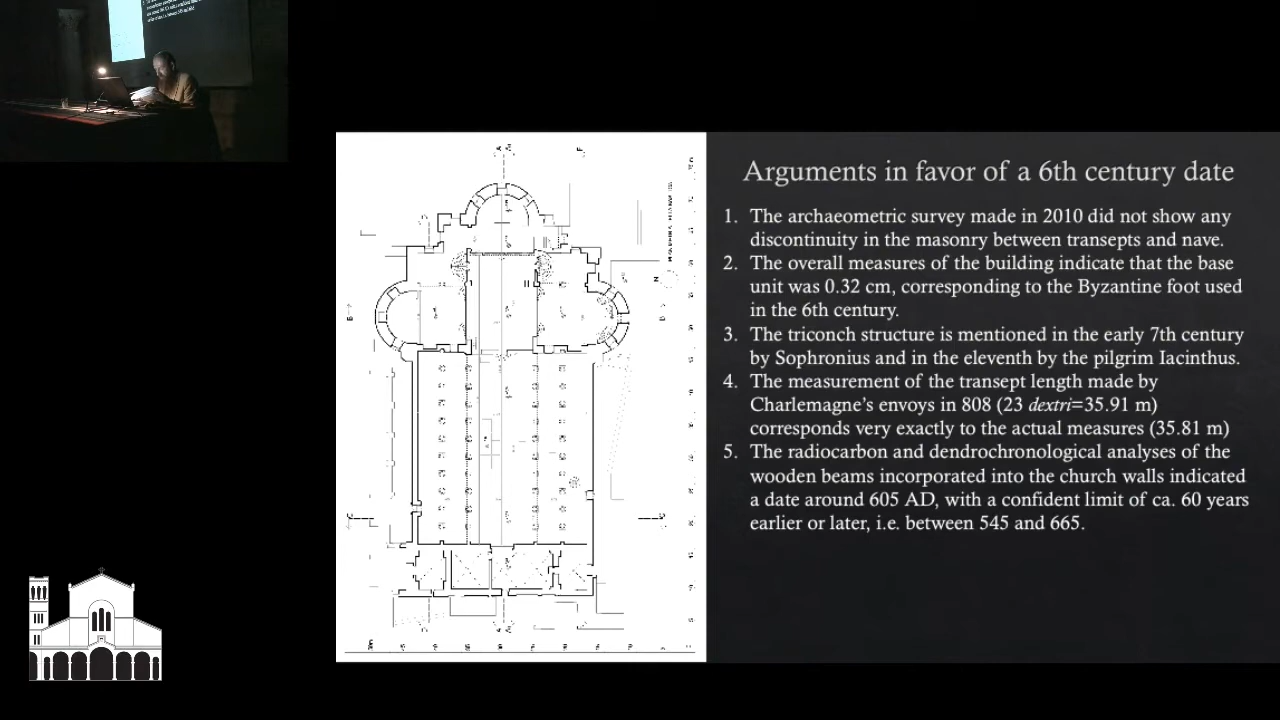 Arguments in favor of a 6th century date
1. The archaeometric survey made in 2010 did not show any
discontinuity in the masonry between transepts and nave.
2. The overall measures of the building indicate that the base
unit was 0.32 cm, corresponding to the Byzantine foot used
in the 6th century.
3. The triconch structure is mentioned in the early 7th century
by Sophronius and in the eleventh by the pilgrim Iacinthus.
4. The measurement of the transept length made by
Charlemagne’s envoys in 808 (23 dextri=35.91 m)
corresponds very exactly to the actual measures (35.81 m)
5. The radiocarbon and dendrochronological analyses of the
wooden beams incorporated into the church walls indicated
a date around 605 AD, with a confident limit of ca. 60 years
earlier or later, i.e. between 545 and 665.